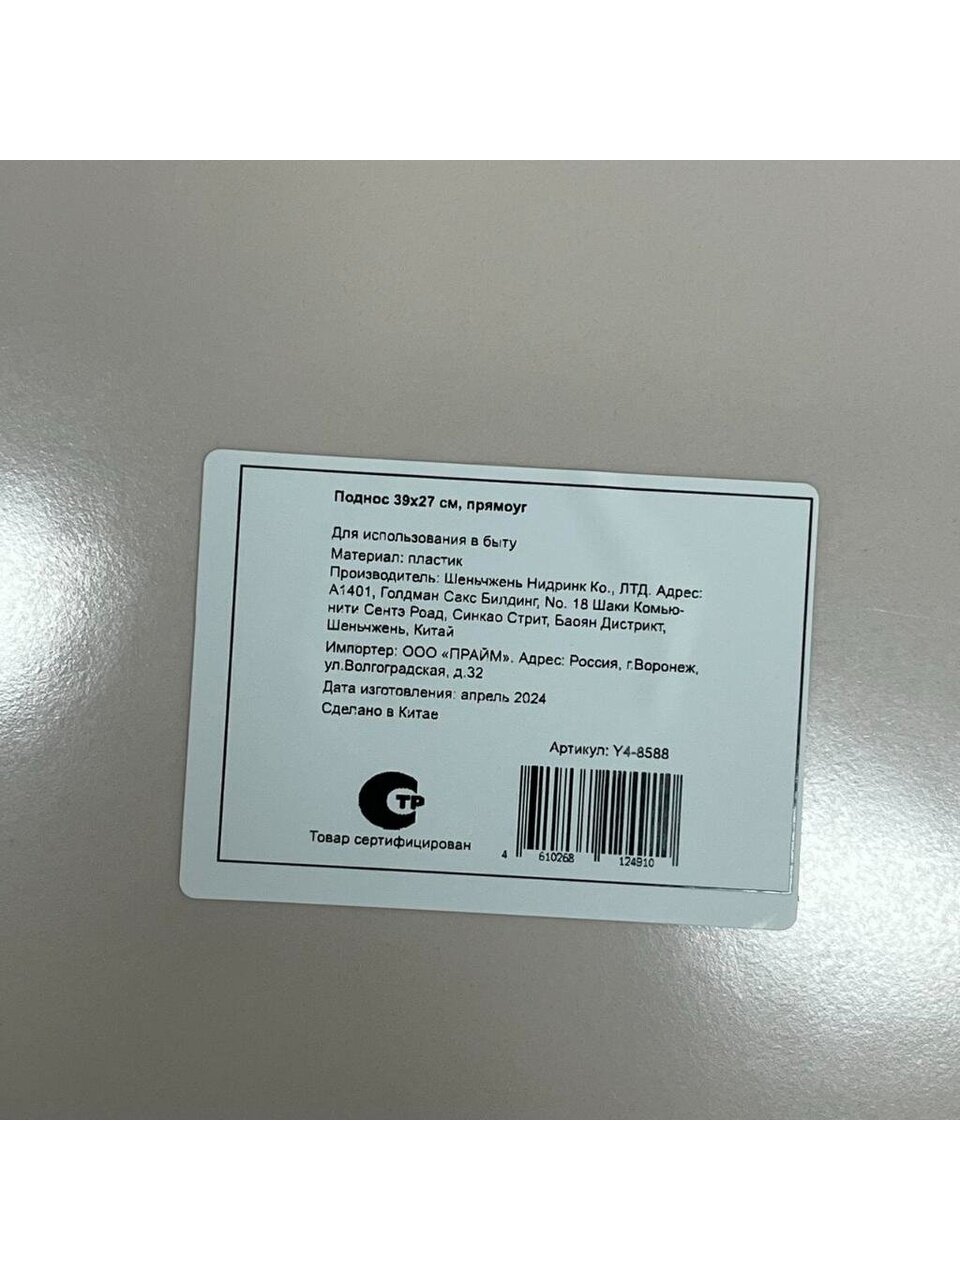 Поднос 39х27 см, прямоуг
Для использования в быту
Материал: пластик
Производитель: Шеньчжень Нидринк Ко., ЛТД. Адрес:
А1401, Голдман Сакс Билдинг, No. 18 Шаки Комью-
нити Сентэ Роад, Синкао Стрит, Баоян Дистрикт,
Шеньчжень, Китай
Импортер: ООО «ПРАЙМ». Адрес: Россия, г.Воронеж,
ул.Волгоградская, д.32
Дата изготовления: апрель 2024
Сделано в Китае
Артикул: Y4-8588
СТР
Товар сертифицирован
4 610268 124910